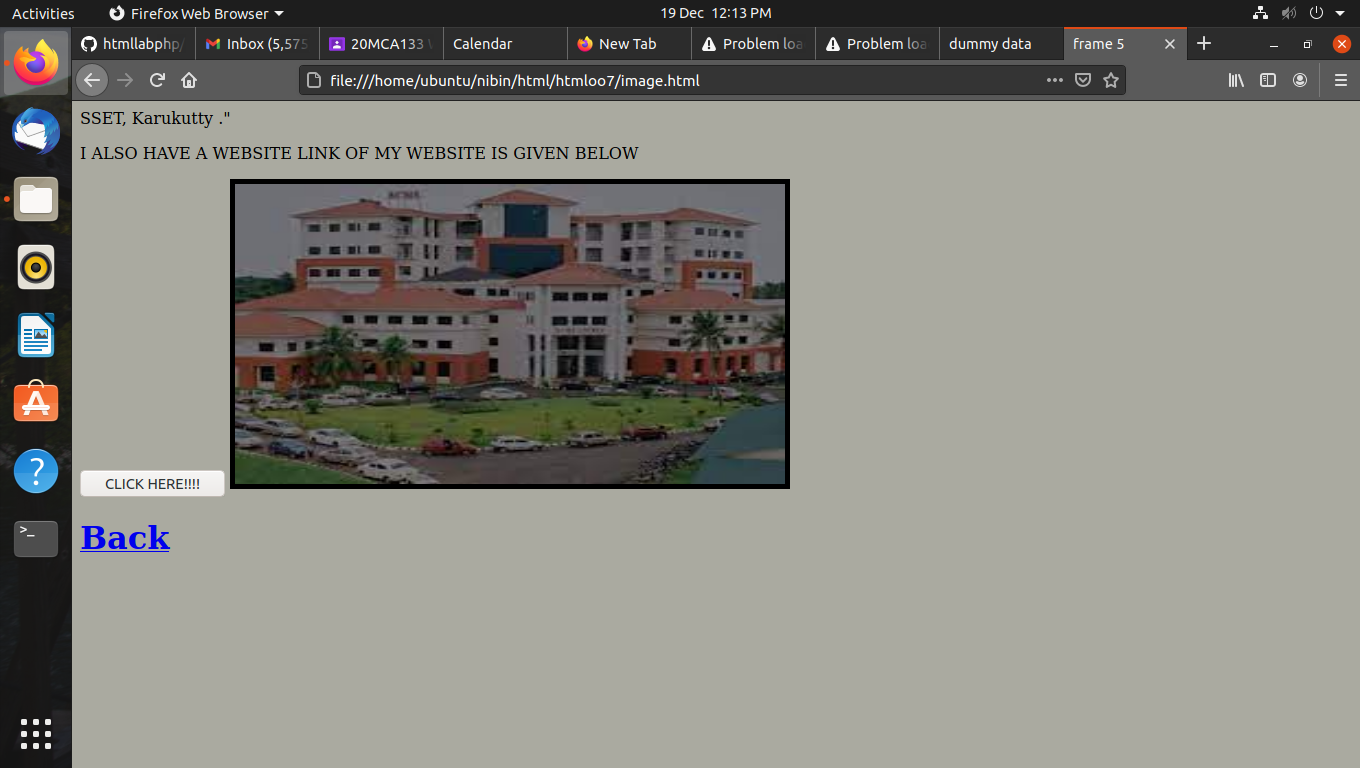 Activities Firefox Web Browser 19 Dec 12:13 PM
htmllabphp/ Inbox (5,575 20MCA133 Calendar New Tab Problem loa Problem loa dummy data frame 5
file:///home/ubuntu/nibin/html/htmloo7/image.html
SSET, Karukutty ."
I ALSO HAVE A WEBSITE LINK OF MY WEBSITE IS GIVEN BELOW
CLICK HERE!!!!
Back